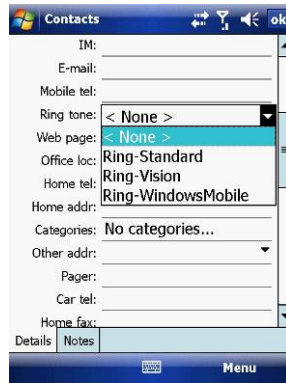 Contacts ok
IM:
E-mail:
Mobile tel:
Ring tone: < None >
Web page: < None >
Office loc: Ring-Standard
Ring-Vision
Home tel: Ring-WindowsMobile
Home addr:
Categories: No categories...
Other addr:
Pager:
Car tel:
Home fax:
Details Notes
Menu